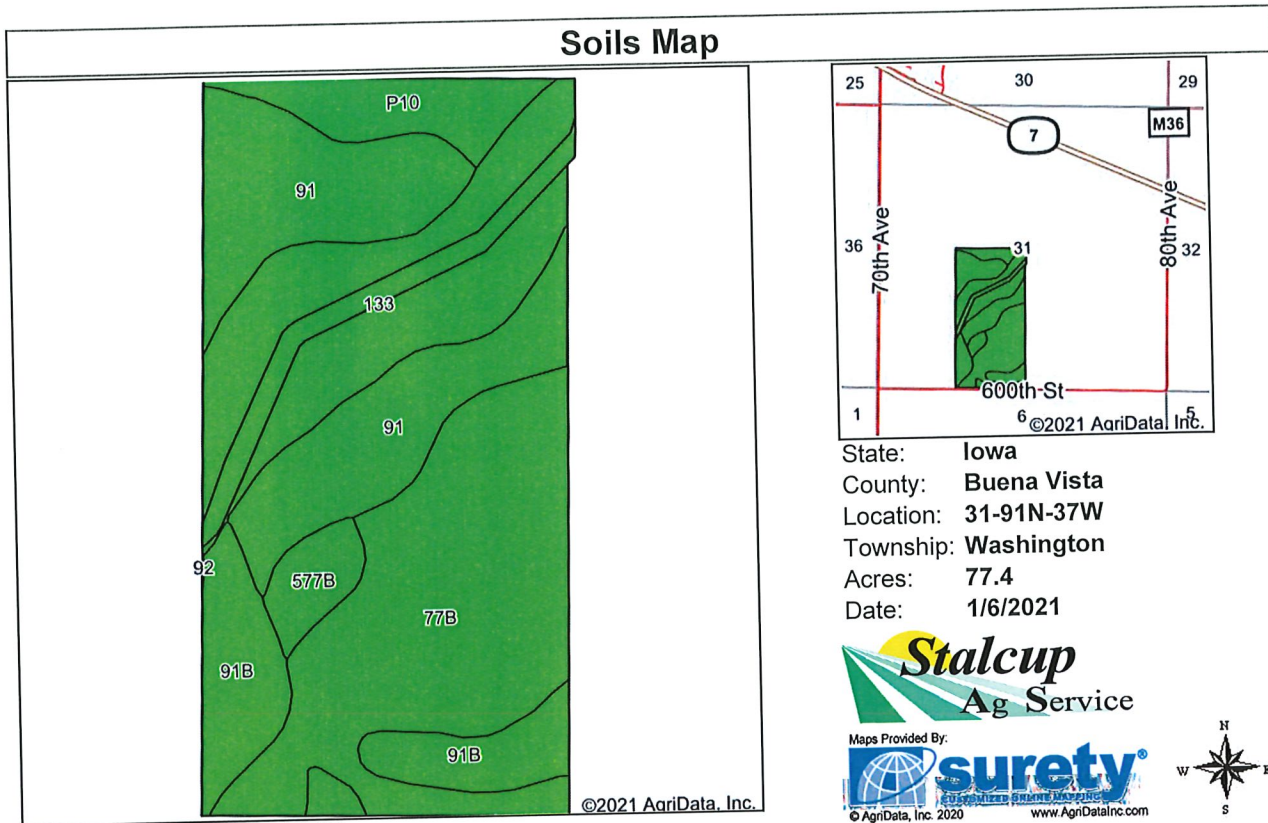 Soils Map
P10
91
133
91
92
577B
77B
91B
91B
©2021 AgriData, Inc.
25
30
29
M36
7
70th Ave
80th Ave
36
31
32
600th St
1
6
5
©2021 AgriData, Inc.
State: Iowa
County: Buena Vista
Location: 31-91N-37W
Township: Washington
Acres: 77.4
Date: 1/6/2021
Stalcup
Ag Service
Maps Provided By:
surety®
CUSTOMIZED ONLINE MAPPING
© AgriData, Inc. 2020 www.AgriDataInc.com
N
W E
S